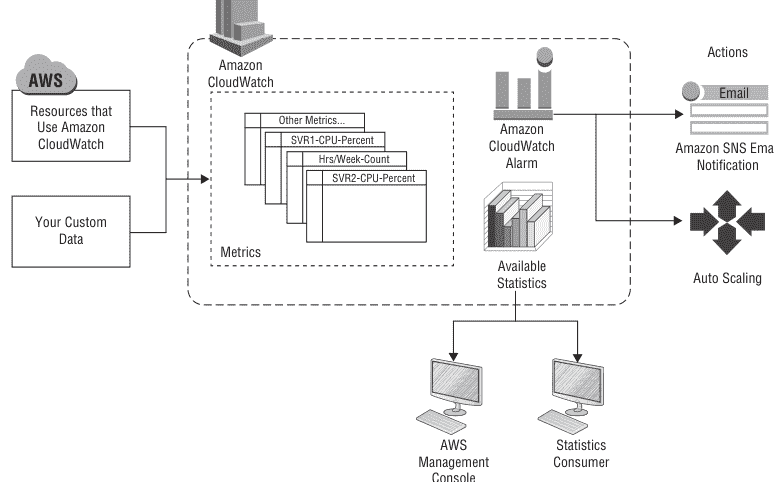 Amazon
CloudWatch
Actions
AWS
Resources that
Use Amazon
CloudWatch
Your Custom
Data
Other Metrics...
SVR1-CPU-Percent
Hrs/Week-Count
SVR2-CPU-Percent
Metrics
Amazon
CloudWatch
Alarm
Available
Statistics
Email
Amazon SNS Ema
Notification
Auto Scaling
AWS
Management
Console
Statistics
Consumer